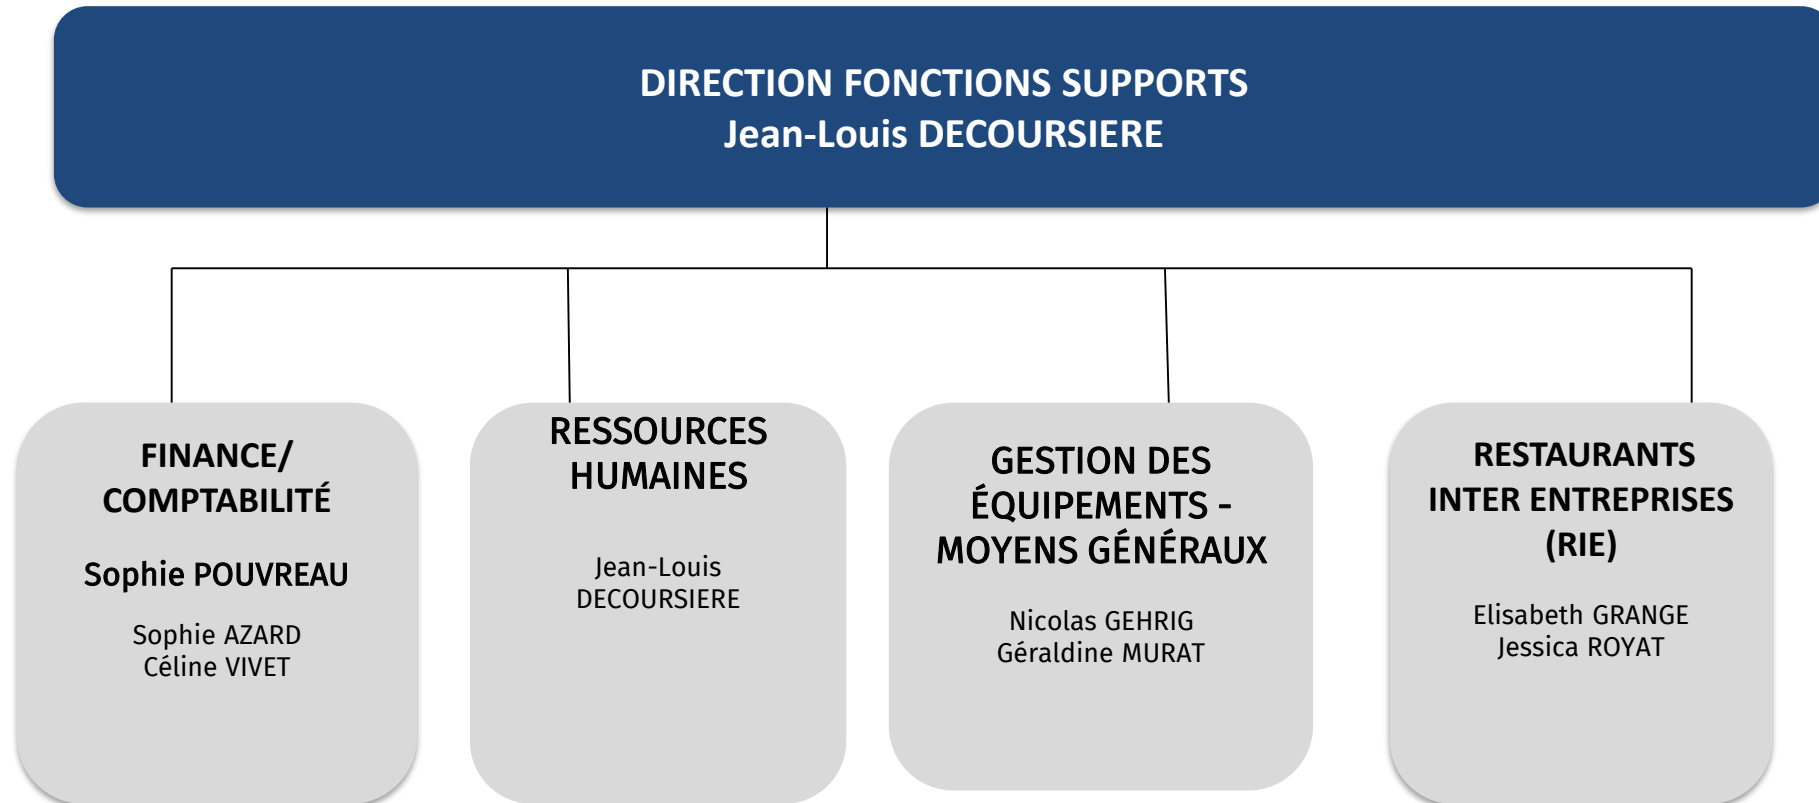 DIRECTION FONCTIONS SUPPORTS
Jean-Louis DECOURSIERE
FINANCE/
COMPTABILITÉ
Sophie POUVREAU
Sophie AZARD
Céline VIVET
RESSOURCES
HUMAINES
Jean-Louis
DECOURSIERE
GESTION DES
ÉQUIPEMENTS -
MOYENS GÉNÉRAUX
Nicolas GEHRIG
Géraldine MURAT
RESTAURANTS
INTER ENTREPRISES
(RIE)
Elisabeth GRANGE
Jessica ROYAT